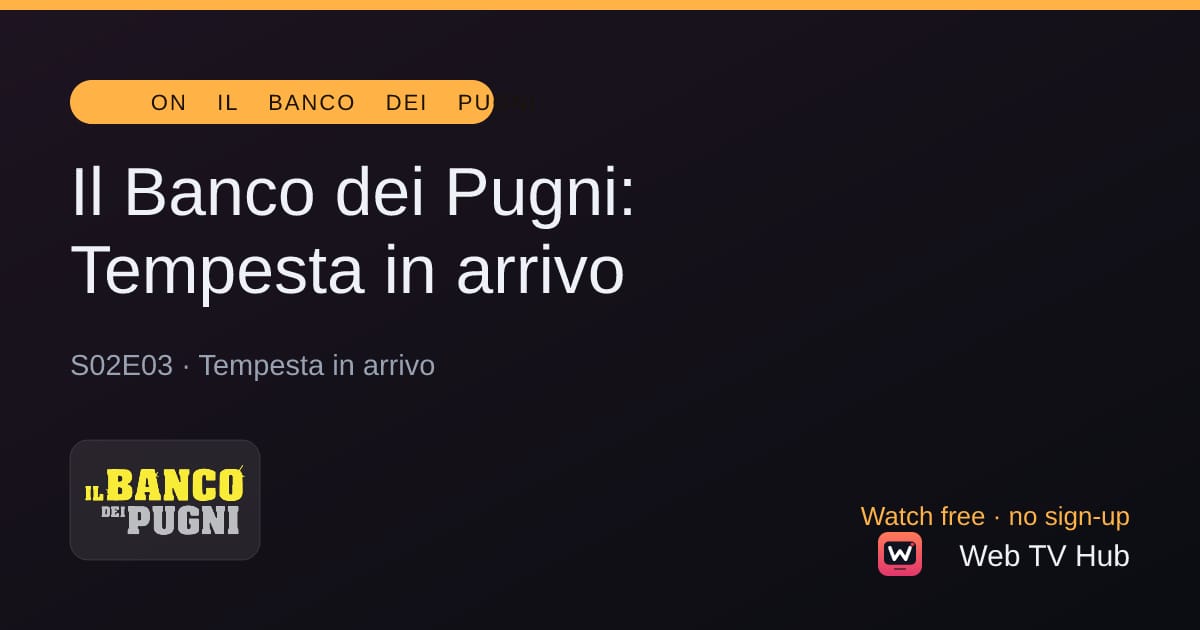 ON IL BANCO DEI PUGNI
Il Banco dei Pugni:
Tempesta in arrivo
S02E03 · Tempesta in arrivo
IL BANCO
DEI PUGNI
Watch free · no sign-up
W Web TV Hub